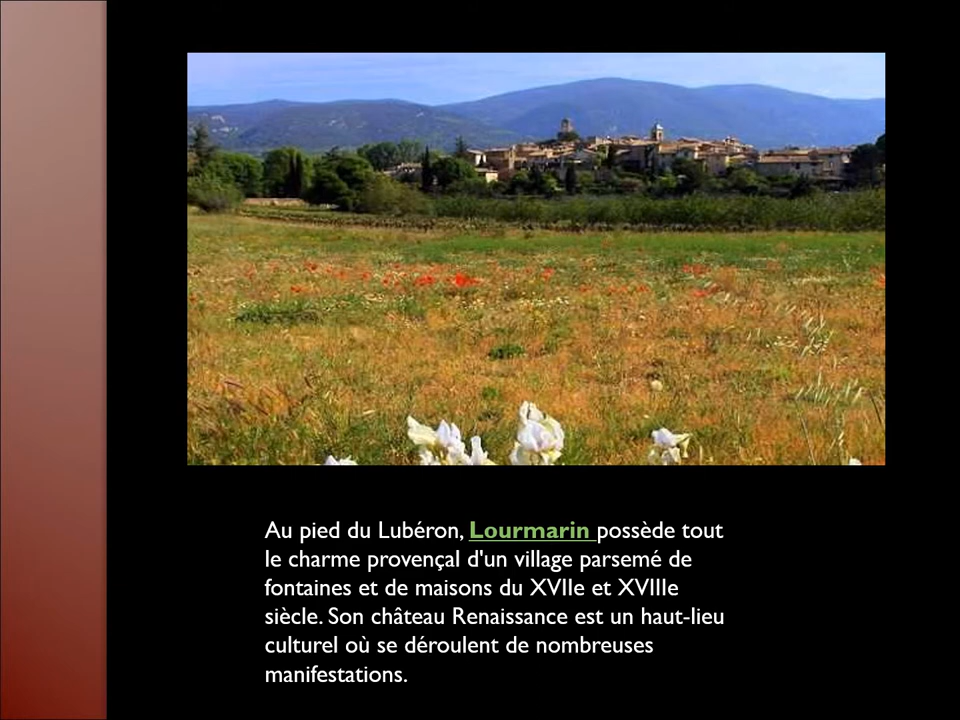 Au pied du Lubéron, Lourmarin possède tout
le charme provençal d'un village parsemé de
fontaines et de maisons du XVIIe et XVIIIe
siècle. Son château Renaissance est un haut-lieu
culturel où se déroulent de nombreuses
manifestations.